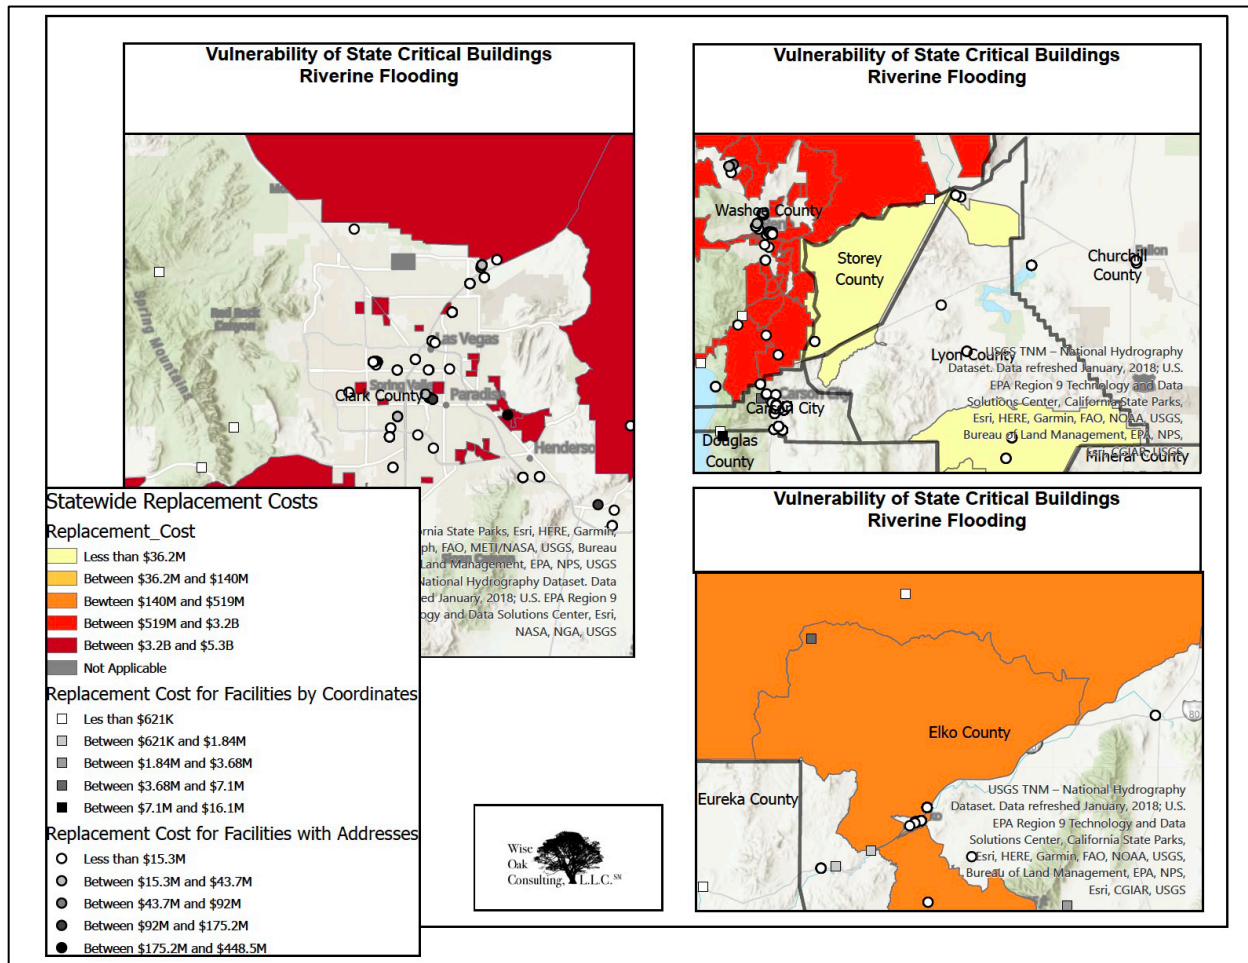 Vulnerability of State Critical Buildings
Riverine Flooding
Red Rock
Canyon
Spring Mountains
Las Vegas
Spring Valle
Paradise
Clark County
Henderso
rnia State Parks, Esri, HERE, Garmin,
ph, FAO, METI/NASA, USGS, Bureau
Land Management, EPA, NPS, USGS
National Hydrography Dataset. Data
ed January, 2018; U.S. EPA Region 9
ogy and Data Solutions Center, Esri,
NASA, NGA, USGS
Statewide Replacement Costs
Replacement_Cost
Less than $36.2M
Between $36.2M and $140M
Bewteen $140M and $519M
Between $519M and $3.2B
Between $3.2B and $5.3B
Not Applicable
Replacement Cost for Facilities by Coordinates
Les than $621K
Between $621K and $1.84M
Between $1.84M and $3.68M
Between $3.68M and $7.1M
Between $7.1M and $16.1M
Replacement Cost for Facilities with Addresses
Less than $15.3M
Between $15.3M and $43.7M
Between $43.7M and $92M
Between $92M and $175.2M
Between $175.2M and $448.5M
Wise
Oak
Consulting, L.L.C. SM
Vulnerability of State Critical Buildings
Riverine Flooding
Washoe County
Storey
County
Churchill
County
Fallon
Lyon County
Carson City
Carson City
Douglas
County
Mineral County
USGS TNM – National Hydrography
Dataset. Data refreshed January, 2018; U.S.
EPA Region 9 Technology and Data
Solutions Center, California State Parks,
Esri, HERE, Garmin, FAO, NOAA, USGS,
Bureau of Land Management, EPA, NPS,
Esri, CGIAR, USGS
Vulnerability of State Critical Buildings
Riverine Flooding
Elko County
80
Eureka County
ko
USGS TNM – National Hydrography
Dataset. Data refreshed January, 2018; U.S.
EPA Region 9 Technology and Data
Solutions Center, California State Parks,
Esri, HERE, Garmin, FAO, NOAA, USGS,
Bureau of Land Management, EPA, NPS,
Esri, CGIAR, USGS